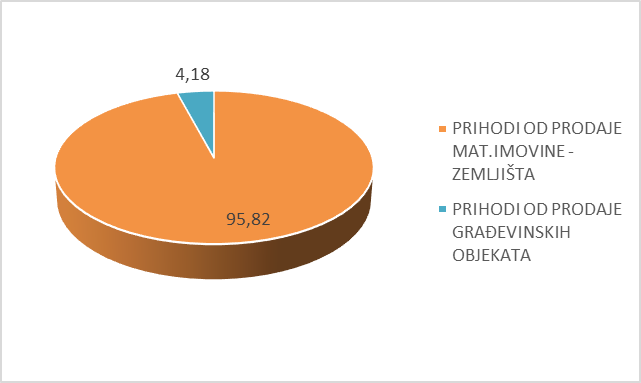 4,18
95,82
PRIHODI OD PRODAJE
MAT.IMOVINE -
ZEMLJIŠTA
PRIHODI OD PRODAJE
GRAĐEVINSKIH
OBJEKATA